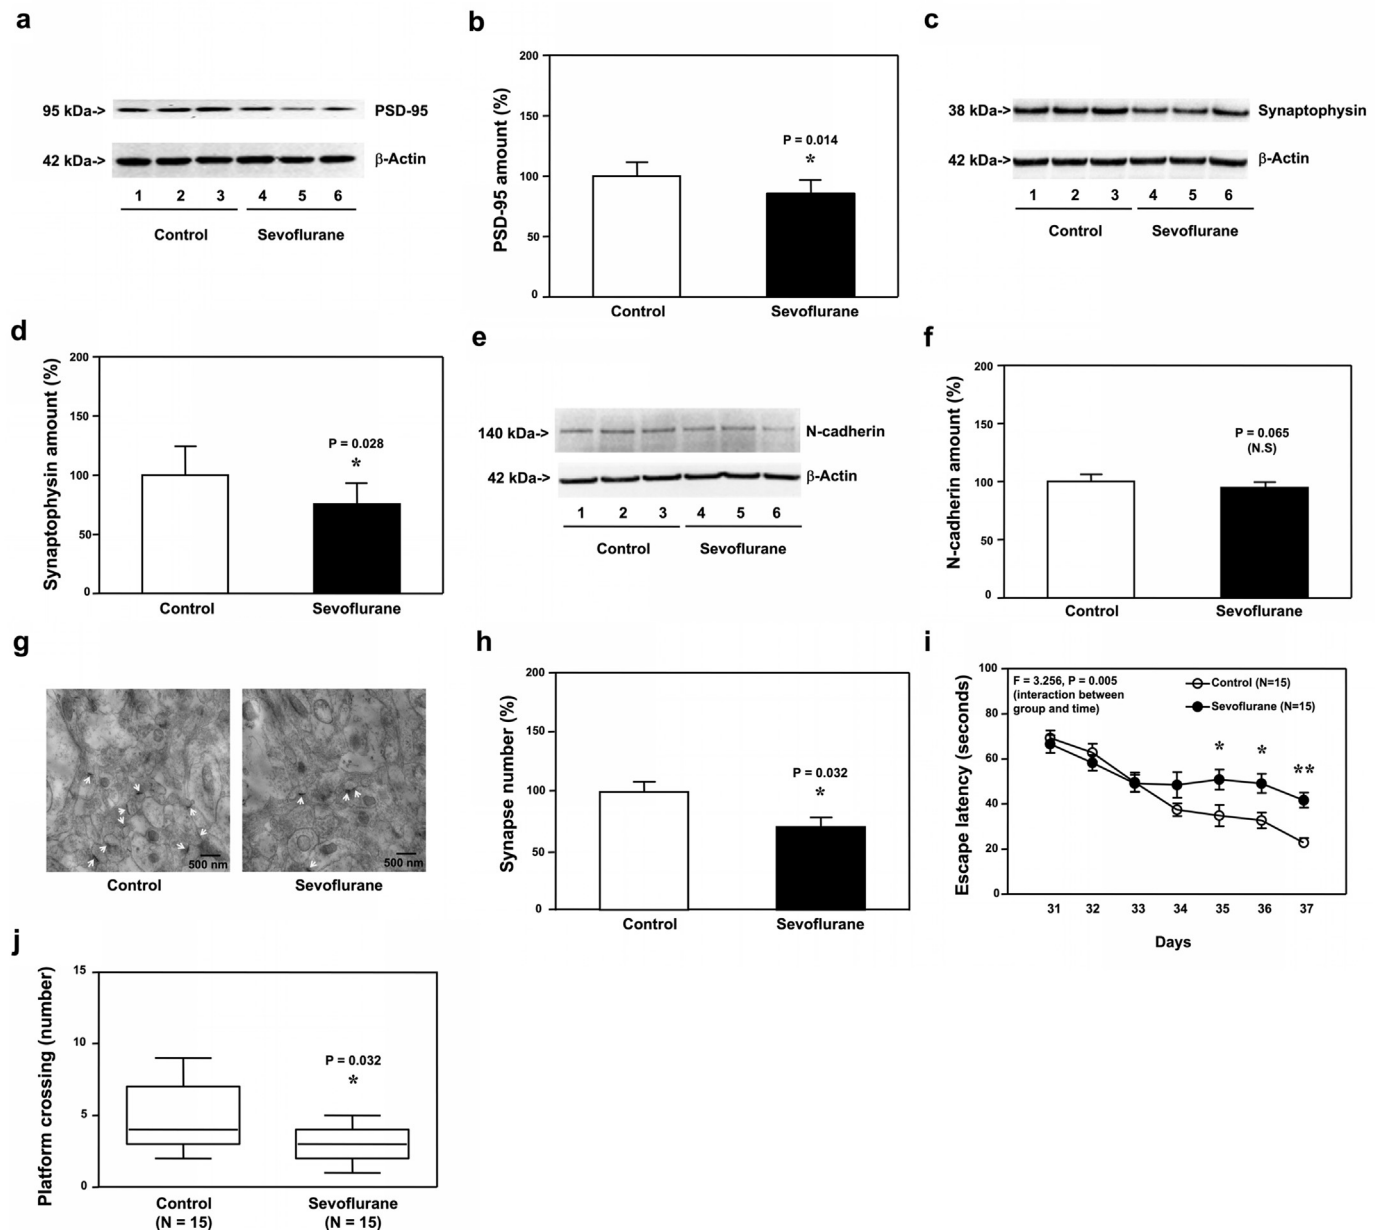 a
95 kDa->
PSD-95
42 kDa->
β-Actin
1 2 3 4 5 6
Control Sevoflurane
b
PSD-95 amount (%)
200
150
100
50
0
P = 0.014
*
Control Sevoflurane
c
38 kDa->
Synaptophysin
42 kDa->
β-Actin
1 2 3 4 5 6
Control Sevoflurane
d
Synaptophysin amount (%)
200
150
100
50
0
P = 0.028
*
Control Sevoflurane
e
140 kDa->
N-cadherin
42 kDa->
β-Actin
1 2 3 4 5 6
Control Sevoflurane
f
N-cadherin amount (%)
200
150
100
50
0
P = 0.065
(N.S)
Control Sevoflurane
g
500 nm
500 nm
Control Sevoflurane
h
Synapse number (%)
200
150
100
50
0
P = 0.032
*
Control Sevoflurane
i
Escape latency (seconds)
100
80
60
40
20
0
F = 3.256, P = 0.005
(interaction between
group and time)
Control (N=15)
Sevoflurane (N=15)
* * **
31 32 33 34 35 36 37
Days
j
Platform crossing (number)
15
10
5
0
P = 0.032
*
Control Sevoflurane
(N = 15) (N = 15)